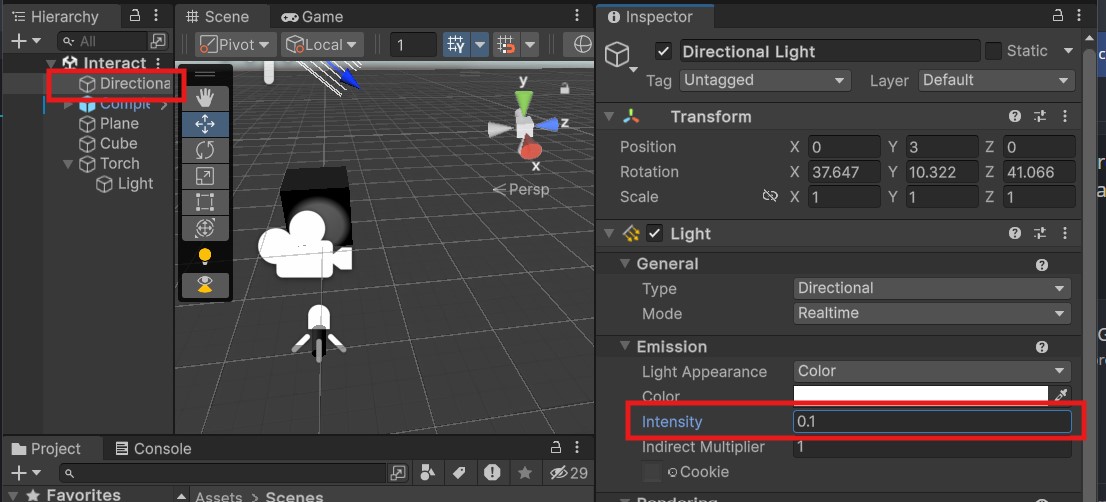 Hierarchy
All
Interact
Directiona
Comple
Plane
Cube
Torch
Light
Scene
Game
Pivot
Local
1
y
z
x
Persp
Project
Console
29
Favorites
Assets > Scenes
Inspector
Directional Light
Static
Tag Untagged Layer Default
Transform
Position X 0 Y 3 Z 0
Rotation X 37.647 Y 10.322 Z 41.066
Scale X 1 Y 1 Z 1
Light
General
Type Directional
Mode Realtime
Emission
Light Appearance Color
Color
Intensity 0.1
Indirect Multiplier 1
Cookie
Rendering